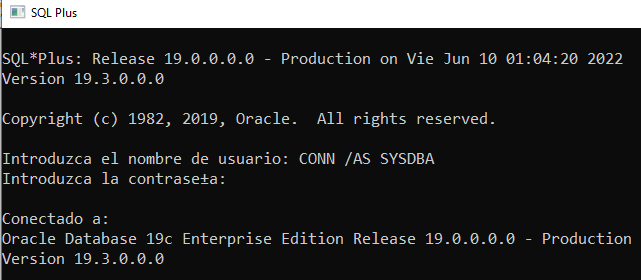 SQL Plus
SQL*Plus: Release 19.0.0.0.0 - Production on Vie Jun 10 01:04:20 2022
Version 19.3.0.0.0
Copyright (c) 1982, 2019, Oracle.  All rights reserved.
Introduzca el nombre de usuario: CONN /AS SYSDBA
Introduzca la contrase±a:
Conectado a:
Oracle Database 19c Enterprise Edition Release 19.0.0.0.0 - Production
Version 19.3.0.0.0